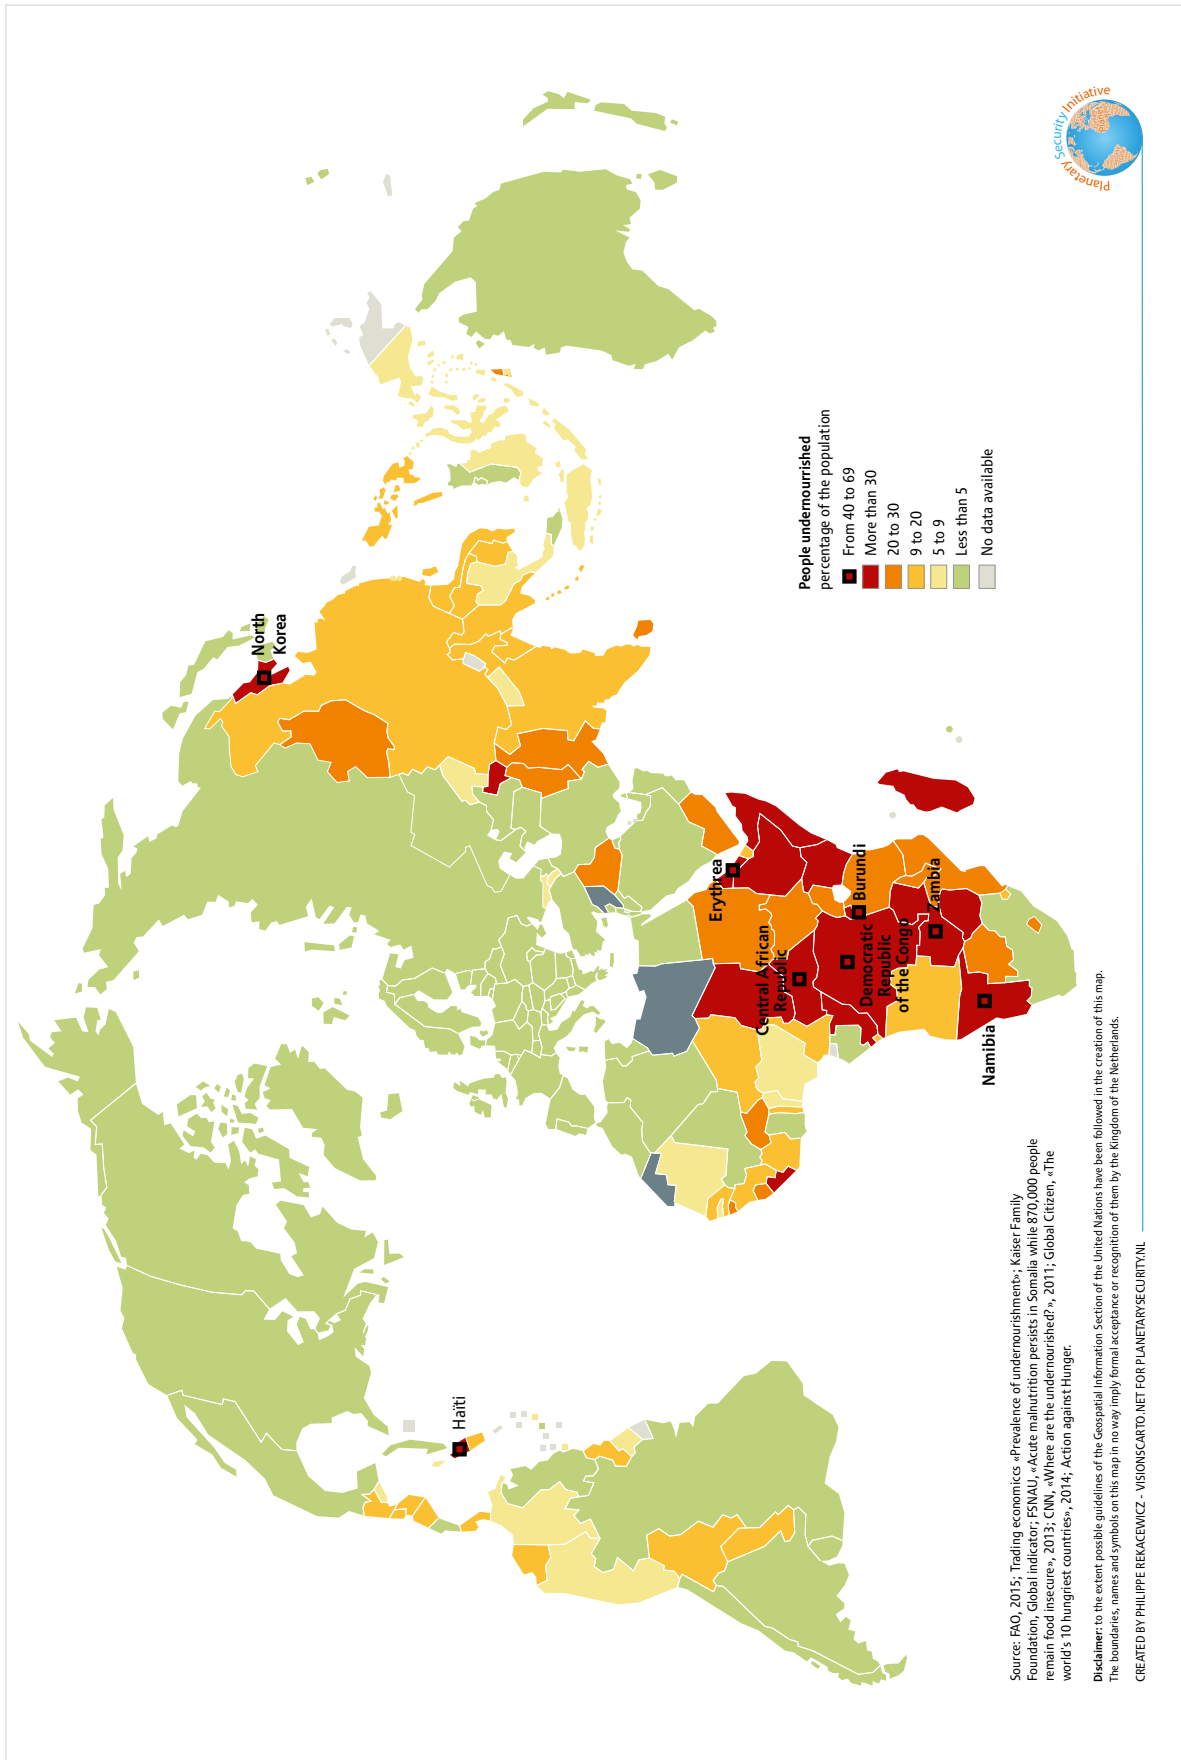 North
Korea
Haïti
Erythrea
Central African
Republic
Burundi
Democratic
Republic
of the Congo
Zambia
Namibia
People undernourrished
percentage of the population
From 40 to 69
More than 30
20 to 30
9 to 20
5 to 9
Less than 5
No data available
Planetary Security Initiative
Source: FAO, 2015; Trading economiccs «Prevalence of undernourishment»; Kaiser Family
Foundation, Global indicator; FSNAU, «Acute malnutrition persists in Somalia while 870,000 people
remain food insecure», 2013; CNN, «Where are the undernourished?», 2011; Global Citizen, «The
world's 10 hungriest countries», 2014; Action against Hunger.
Disclaimer: to the extent possible guidelines of the Geospatial Information Section of the United Nations have been followed in the creation of this map.
The boundaries, names and symbols on this map in no way imply formal acceptance or recognition of them by the Kingdom of the Netherlands.
CREATED BY PHILIPPE REKACEWICZ - VISIONSCARTO.NET FOR PLANETARYSECURITY.NL